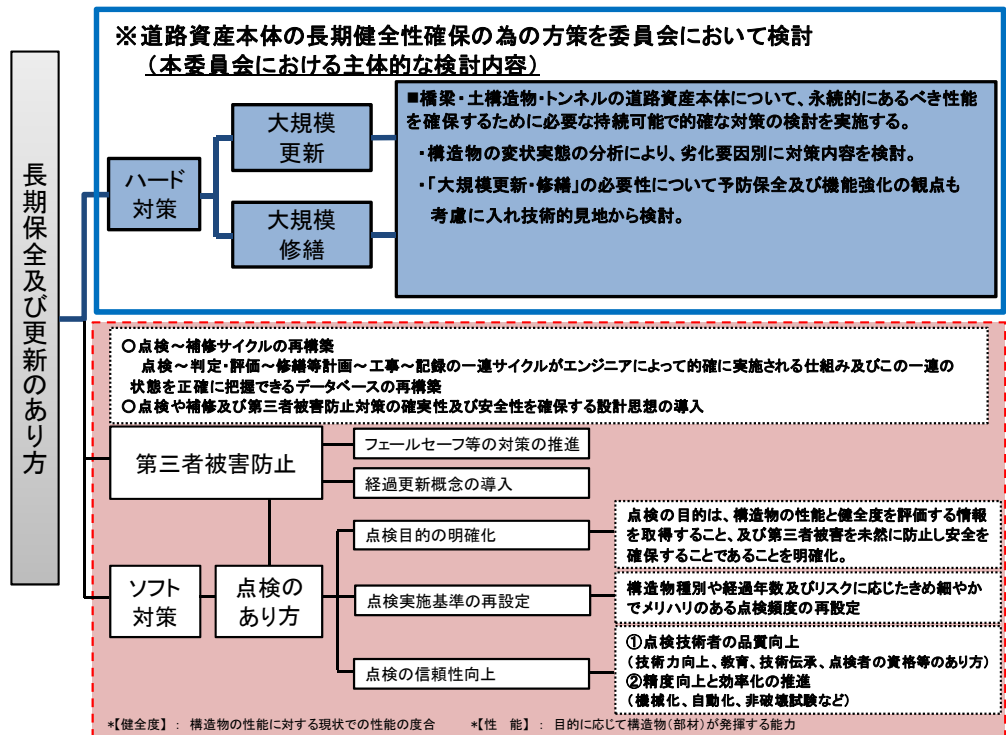 長期保全及び更新のあり方
※道路資産本体の長期健全性確保の為の方策を委員会において検討
（本委員会における主体的な検討内容）
ハード
対策
大規模
更新
大規模
修繕
■橋梁・土構造物・トンネルの道路資産本体について、永続的にあるべき性能
を確保するために必要な持続可能で的確な対策の検討を実施する。
・構造物の変状実態の分析により、劣化要因別に対策内容を検討。
・「大規模更新・修繕」の必要性について予防保全及び機能強化の観点も
考慮に入れ技術的見地から検討。
○点検～補修サイクルの再構築
点検～判定・評価～修繕等計画～工事～記録の一連サイクルがエンジニアによって的確に実施される仕組み及びこの一連の
状態を正確に把握できるデータベースの再構築
○点検や補修及び第三者被害防止対策の確実性及び安全性を確保する設計思想の導入
第三者被害防止
フェールセーフ等の対策の推進
経過更新概念の導入
ソフト
対策
点検の
あり方
点検目的の明確化
点検の目的は、構造物の性能と健全度を評価する情報
を取得すること、及び第三者被害を未然に防止し安全を
確保することであることを明確化。
点検実施基準の再設定
構造物種別や経過年数及びリスクに応じたきめ細やか
でメリハリのある点検頻度の再設定
点検の信頼性向上
①点検技術者の品質向上
（技術力向上、教育、技術伝承、点検者の資格等のあり方）
②精度向上と効率化の推進
（機械化、自動化、非破壊試験など）
*【健全度】 ： 構造物の性能に対する現状での性能の度合 *【性 能】 ： 目的に応じて構造物（部材）が発揮する能力